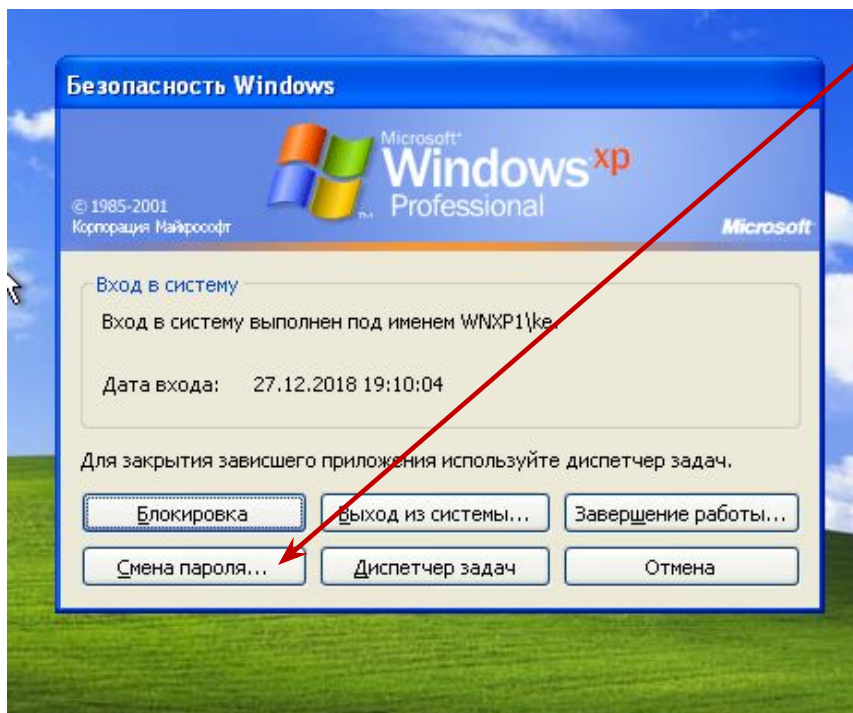 Безопасность Windows
Microsoft®
Windows xp
Professional
TM
© 1985-2001
Корпорация Майкрософт
Microsoft
Вход в систему
Вход в систему выполнен под именем WNXP1\ke.
Дата входа: 27.12.2018 19:10:04
Для закрытия зависшего приложения используйте диспетчер задач.
Блокировка
Выход из системы...
Завершение работы...
Смена пароля...
Диспетчер задач
Отмена